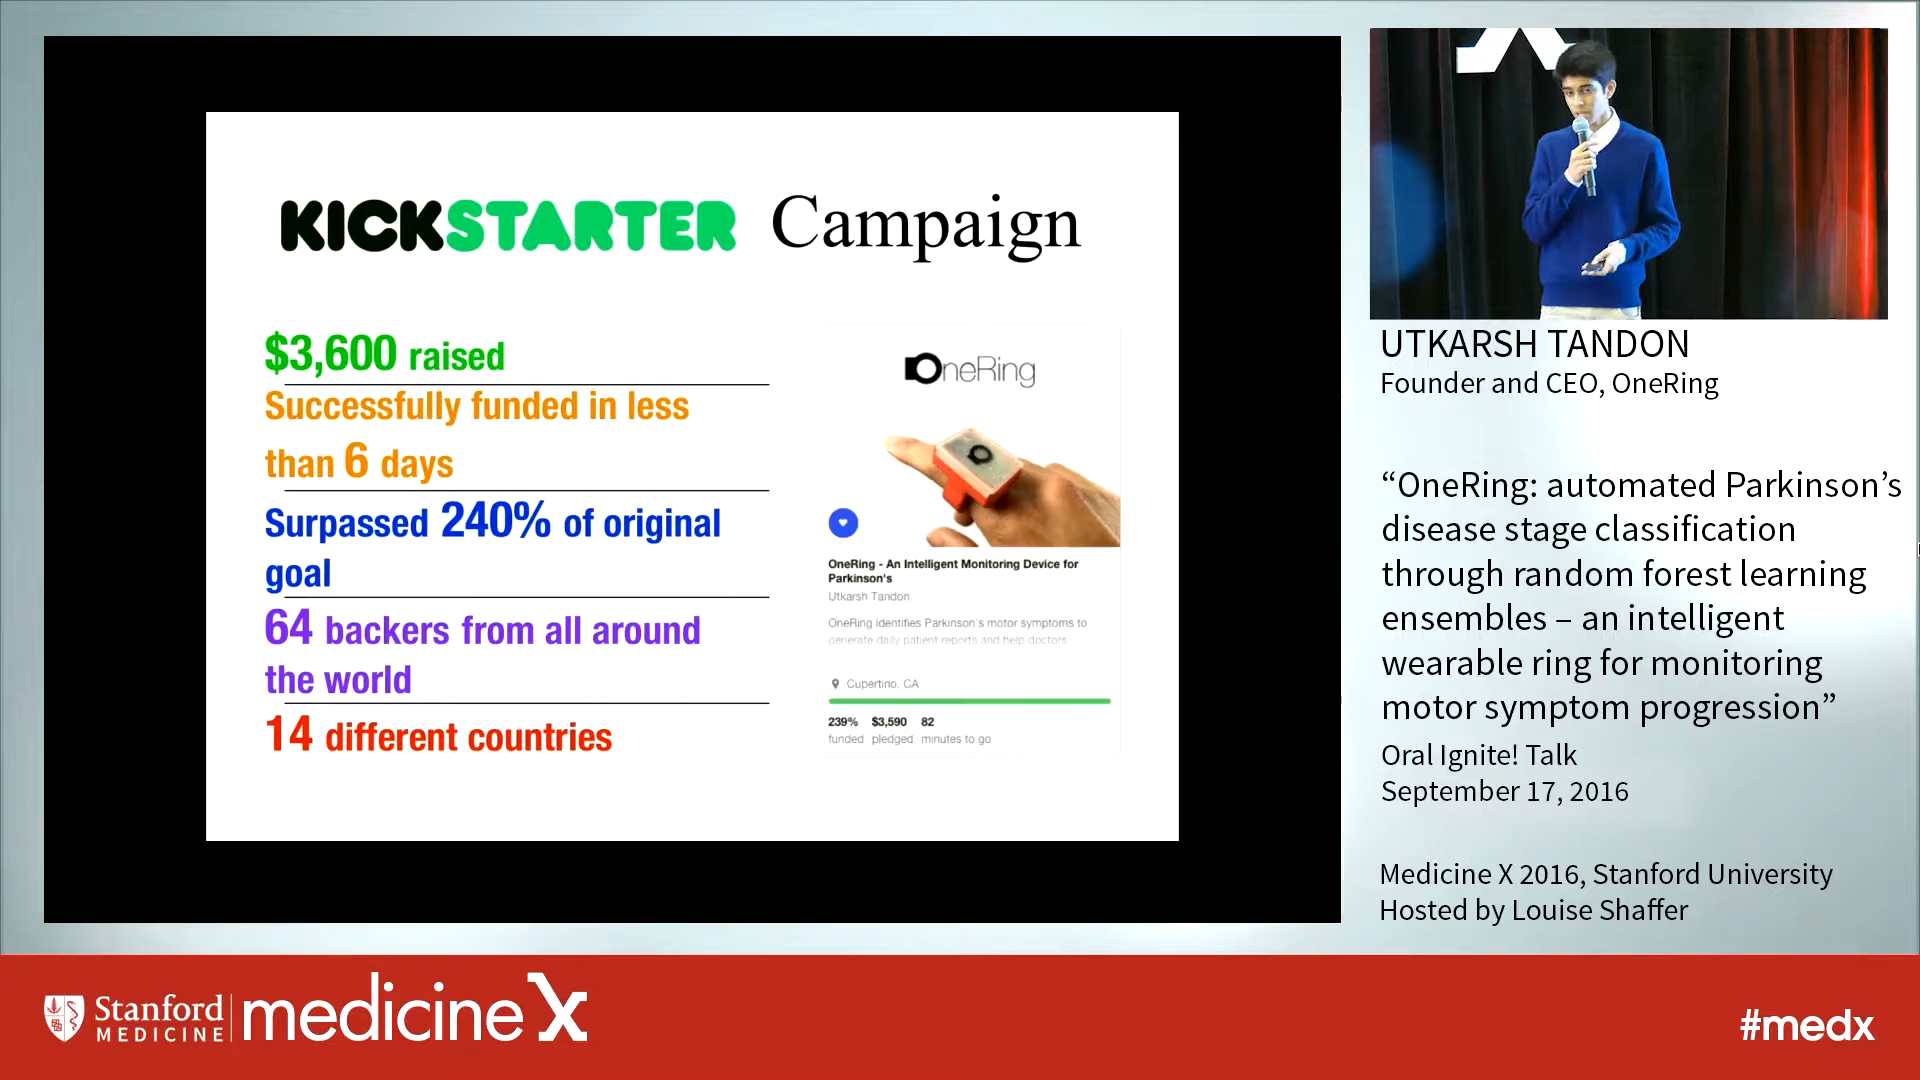 KICKSTARTER Campaign
$3,600 raised
Successfully funded in less
than 6 days
Surpassed 240% of original
goal
64 backers from all around
the world
14 different countries
OneRing
OneRing - An Intelligent Monitoring Device for
Parkinson's
Utkarsh Tandon
OneRing identifies Parkinson's motor symptoms to
generate daily patient reports and help doctors
Cupertino, CA
239% $3,590 82
funded pledged minutes to go
UTKARSH TANDON
Founder and CEO, OneRing
“OneRing: automated Parkinson’s
disease stage classification
through random forest learning
ensembles – an intelligent
wearable ring for monitoring
motor symptom progression”
Oral Ignite! Talk
September 17, 2016
Medicine X 2016, Stanford University
Hosted by Louise Shaffer
Stanford
MEDICINE
medicine X
#medx